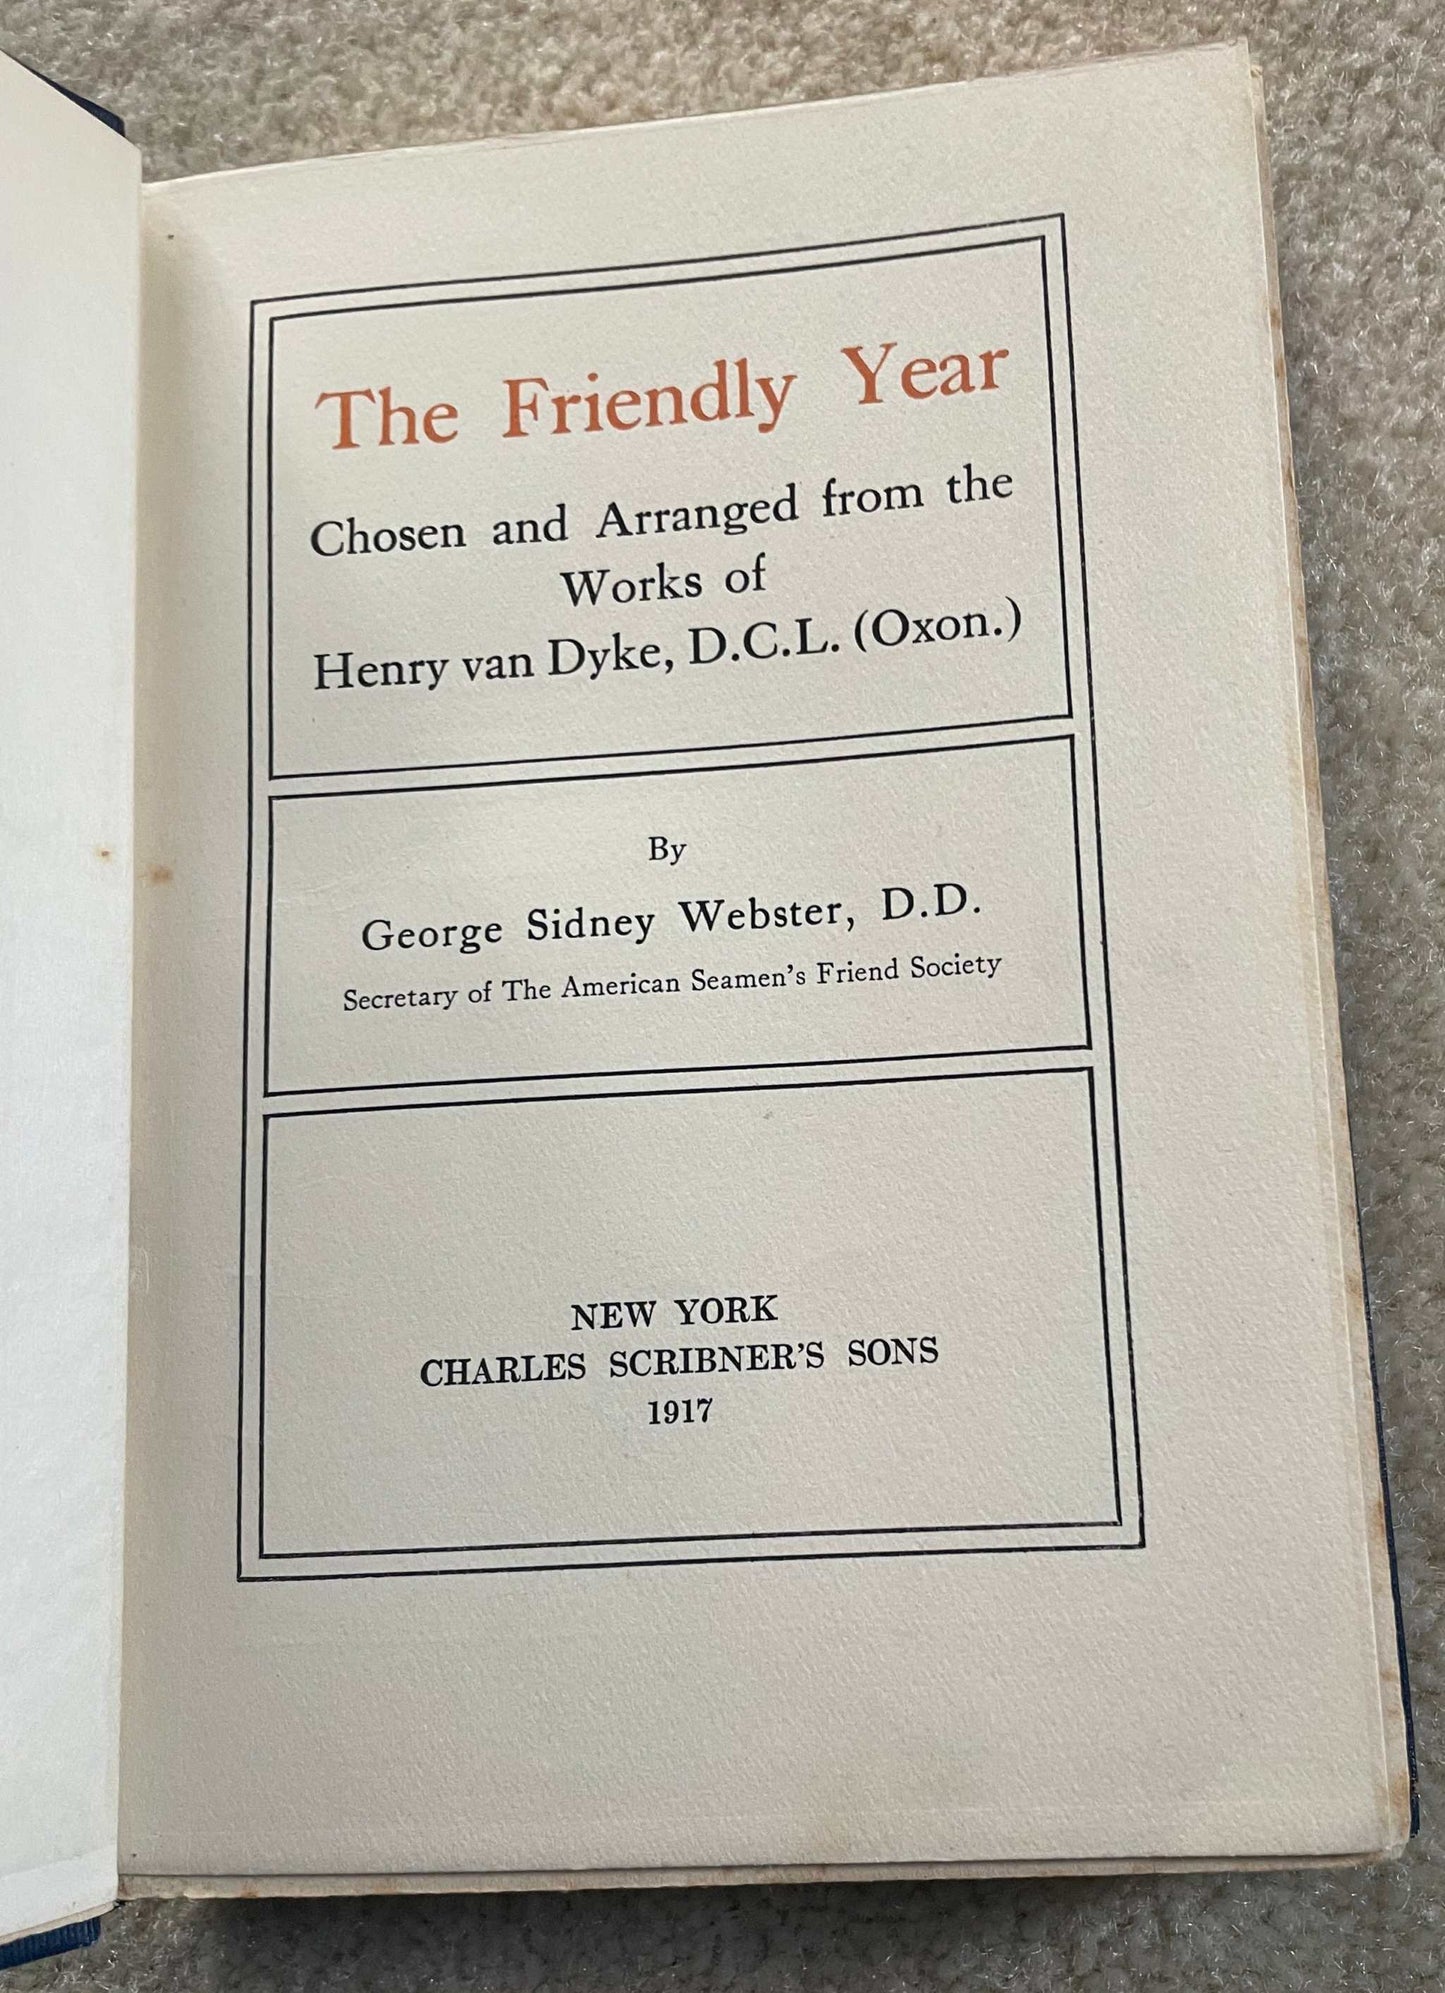 The Friendly Year
Chosen and Arranged from the
Works of
Henry van Dyke, D.C.L. (Oxon.)
By
George Sidney Webster, D.D.
Secretary of The American Seamen's Friend Society
NEW YORK
CHARLES SCRIBNER'S SONS
1917